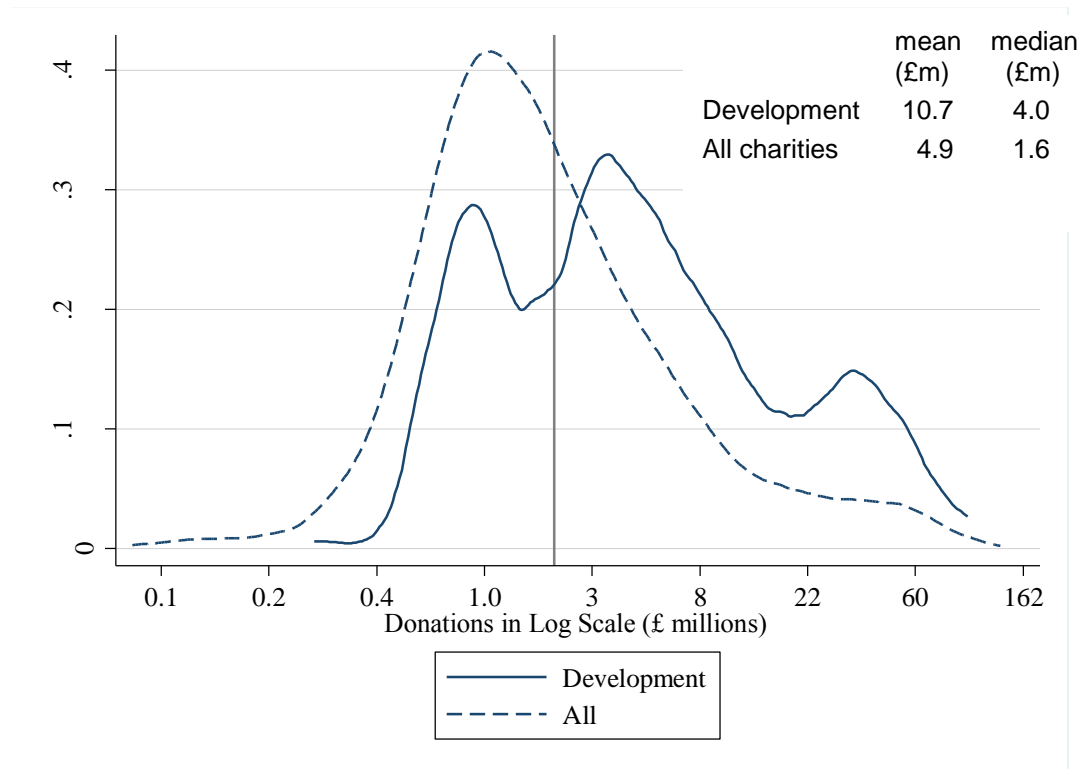 mean median
(£m) (£m)
Development 10.7 4.0
All charities 4.9 1.6
.4
.3
.2
.1
0
0.1 0.2 0.4 1.0 3 8 22 60 162
Donations in Log Scale (£ millions)
Development
All